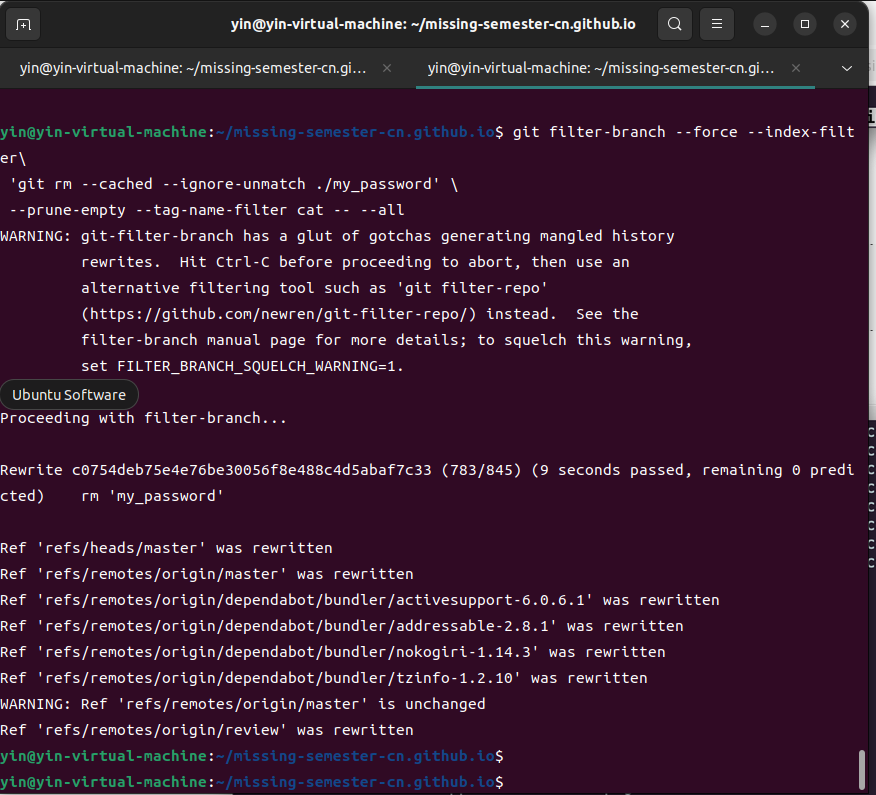 yin@yin-virtual-machine: ~/missing-semester-cn.github.io
yin@yin-virtual-machine: ~/missing-semester-cn.gi...
yin@yin-virtual-machine: ~/missing-semester-cn.gi...
yin@yin-virtual-machine:~/missing-semester-cn.github.io$ git filter-branch --force --index-filt
er\
 'git rm --cached --ignore-unmatch ./my_password' \
 --prune-empty --tag-name-filter cat -- --all
WARNING: git-filter-branch has a glut of gotchas generating mangled history
         rewrites.  Hit Ctrl-C before proceeding to abort, then use an
         alternative filtering tool such as 'git filter-repo'
         (https://github.com/newren/git-filter-repo/) instead.  See the
         filter-branch manual page for more details; to squelch this warning,
         set FILTER_BRANCH_SQUELCH_WARNING=1.
Ubuntu Software
Proceeding with filter-branch...
Rewrite c0754deb75e4e76be30056f8e488c4d5abaf7c33 (783/845) (9 seconds passed, remaining 0 predi
cted)    rm 'my_password'
Ref 'refs/heads/master' was rewritten
Ref 'refs/remotes/origin/master' was rewritten
Ref 'refs/remotes/origin/dependabot/bundler/activesupport-6.0.6.1' was rewritten
Ref 'refs/remotes/origin/dependabot/bundler/addressable-2.8.1' was rewritten
Ref 'refs/remotes/origin/dependabot/bundler/nokogiri-1.14.3' was rewritten
Ref 'refs/remotes/origin/dependabot/bundler/tzinfo-1.2.10' was rewritten
WARNING: Ref 'refs/remotes/origin/master' is unchanged
Ref 'refs/remotes/origin/review' was rewritten
yin@yin-virtual-machine:~/missing-semester-cn.github.io$
yin@yin-virtual-machine:~/missing-semester-cn.github.io$